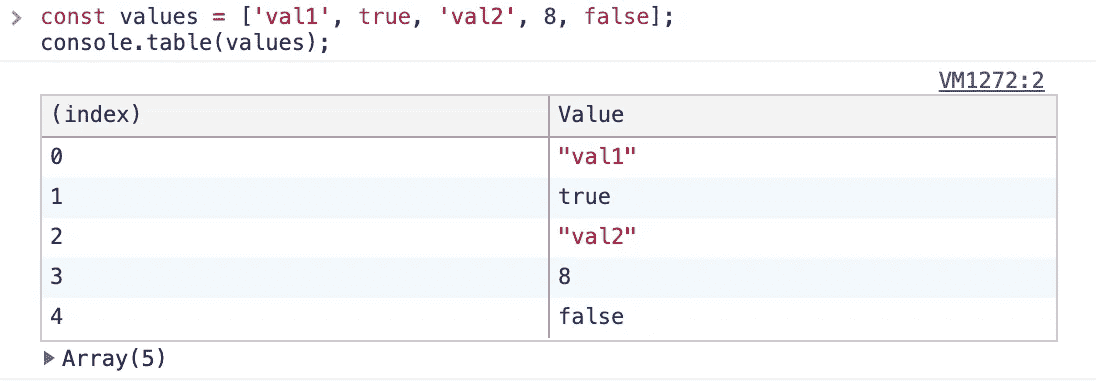 > const values = ['val1', true, 'val2', 8, false];
console.table(values);
VM1272:2
(index) Value
0 "val1"
1 true
2 "val2"
3 8
4 false
▶ Array(5)